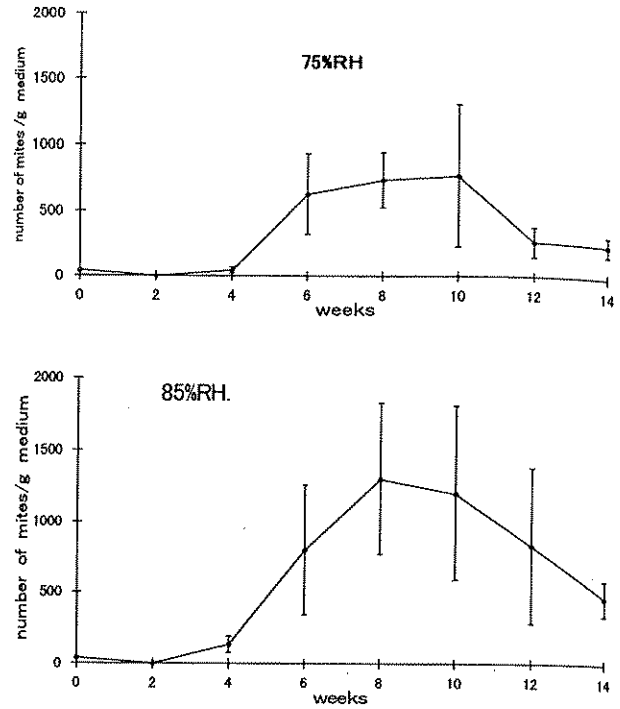 2000
75%RH
1500
1000
500
0
number of mites /g medium
0 2 4 6 8 10 12 14
weeks
2000
85%RH.
1500
1000
500
0
number of mites/g medium
0 2 4 6 8 10 12 14
weeks